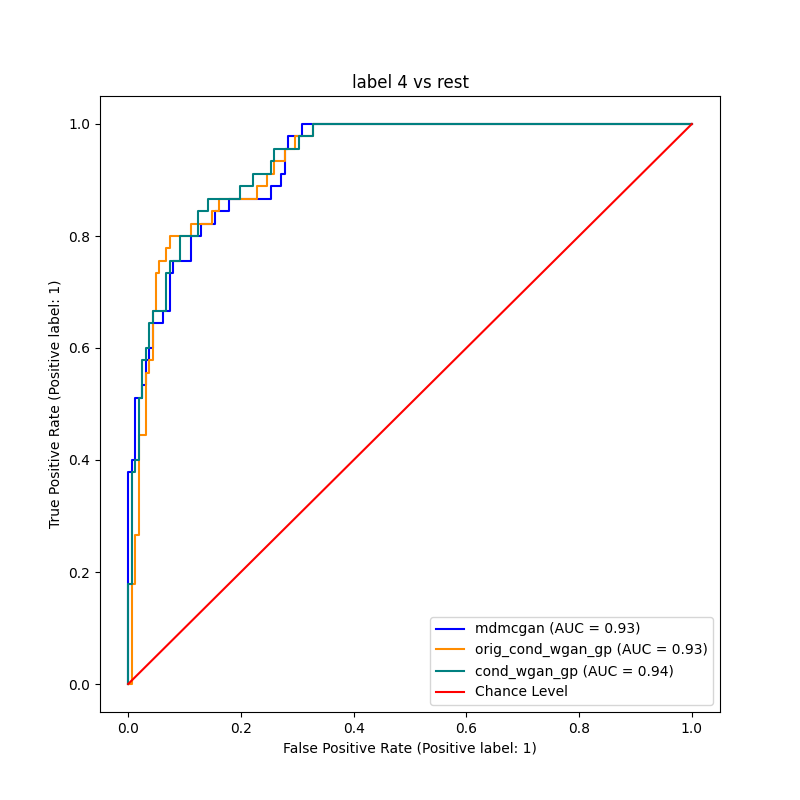 label 4 vs rest
1.0
0.8
0.6
0.4
0.2
0.0
True Positive Rate (Positive label: 1)
mdmcgan (AUC = 0.93)
orig_cond_wgan_gp (AUC = 0.93)
cond_wgan_gp (AUC = 0.94)
Chance Level
0.0 0.2 0.4 0.6 0.8 1.0
False Positive Rate (Positive label: 1)